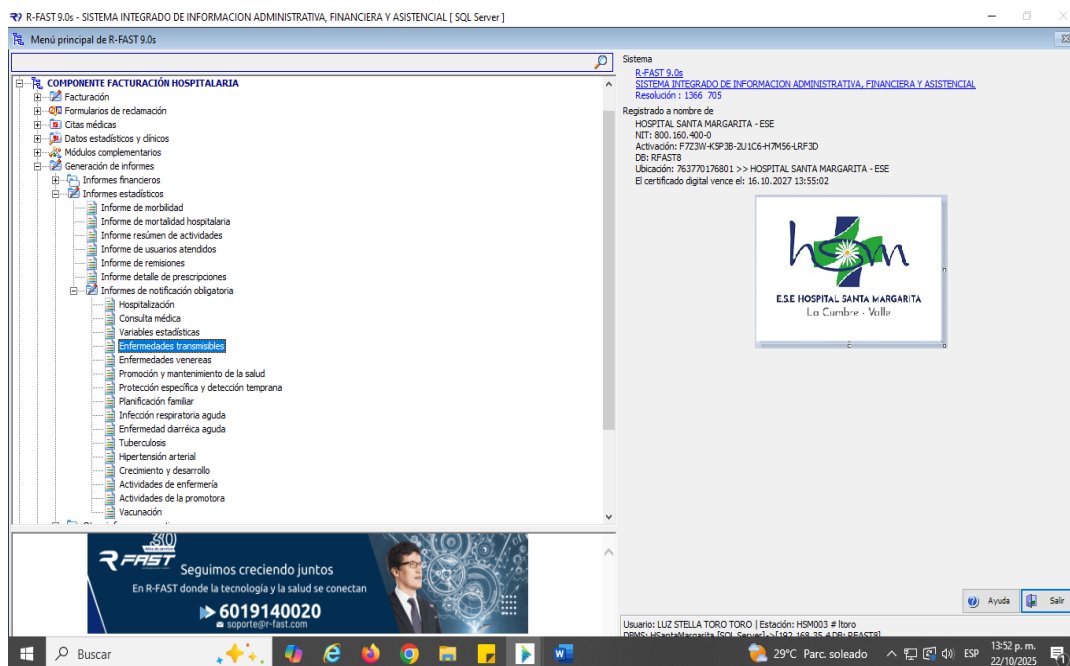 R-FAST 9.0s - SISTEMA INTEGRADO DE INFORMACION ADMINISTRATIVA, FINANCIERA Y ASISTENCIAL [ SQL Server ]
Menú principal de R-FAST 9.0s
COMPONENTE FACTURACIÓN HOSPITALARIA
Facturación
Formularios de reclamación
Citas médicas
Datos estadísticos y clínicos
Módulos complementarios
Generación de informes
Informes financieros
Informes estadísticos
Informe de morbilidad
Informe de mortalidad hospitalaria
Informe resúmen de actividades
Informe de usuarios atendidos
Informe de remisiones
Informe detalle de prescripciones
Informes de notificación obligatoria
Hospitalización
Consulta médica
Variables estadísticas
Enfermedades transmisibles
Enfermedades venereas
Promoción y mantenimiento de la salud
Protección específica y detección temprana
Planificación familiar
Infección respiratoria aguda
Enfermedad diarréica aguda
Tuberculosis
Hipertensión arterial
Crecimiento y desarrollo
Actividades de enfermería
Actividades de la promotora
Vacunación
Sistema
R-FAST 9.0s
SISTEMA INTEGRADO DE INFORMACION ADMINISTRATIVA, FINANCIERA Y ASISTENCIAL
Resolución : 1366 705
Registrado a nombre de
HOSPITAL SANTA MARGARITA - ESE
NIT: 800.160.400-0
Activación: F7Z3W-K5P3B-2U1C6-H7M56-LRF3D
DB: RFAST8
Ubicación: 763770176801 >> HOSPITAL SANTA MARGARITA - ESE
El certificado digital vence el: 16.10.2027 13:55:02
hsm
E.S.E HOSPITAL SANTA MARGARITA
La Cumbre - Valle
30
R FAST
Seguimos creciendo juntos
En R-FAST donde la tecnología y la salud se conectan
6019140020
soporte@r-fast.com
Ayuda
Salir
Usuario: LUZ STELLA TORO TORO | Estación: HSM003 # ltoro
DBMS: HSantaMargarita [SQL Server]->[192.168.35.4 DB: RFAST8]
Buscar
29°C Parc. soleado
ESP
13:52 p. m.
22/10/2025